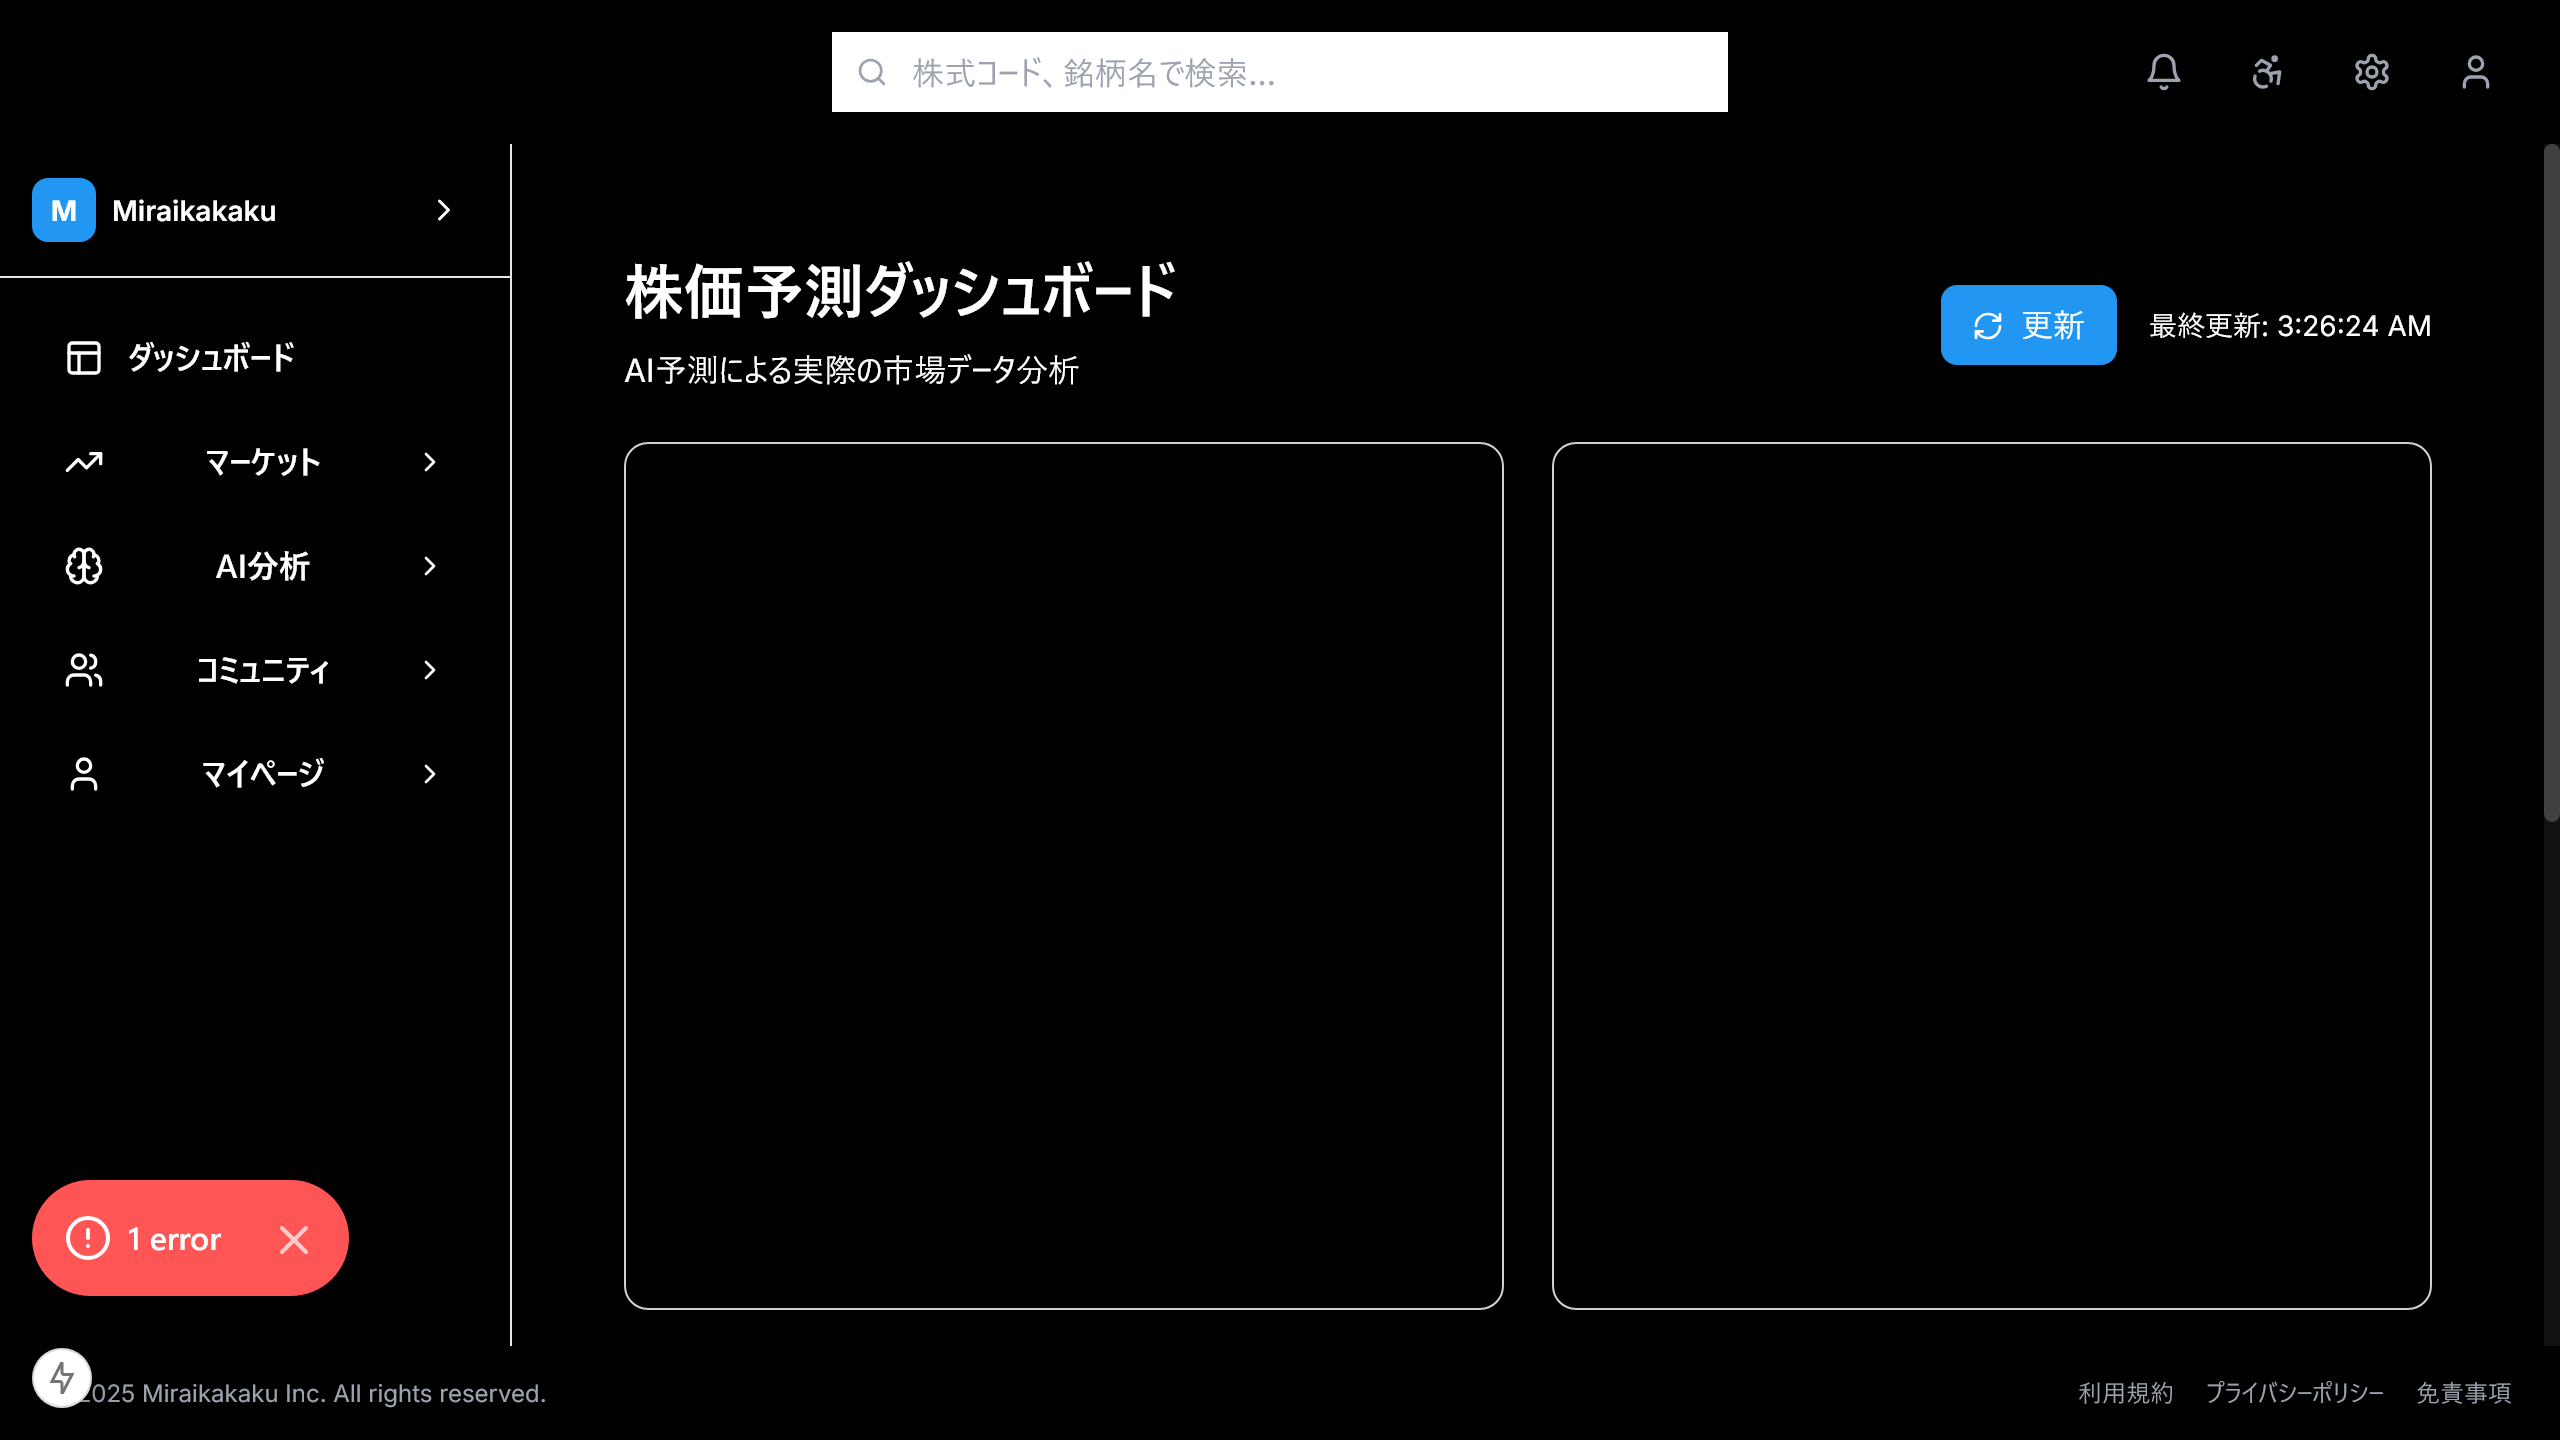 株式コード、銘柄名で検索...
M Miraikakaku
ダッシュボード
マーケット
AI分析
コミュニティ
マイページ
株価予測ダッシュボード
AI予測による実際の市場データ分析
更新
最終更新: 3:26:24 AM
1 error
2025 Miraikakaku Inc. All rights reserved.
利用規約 プライバシーポリシー 免責事項